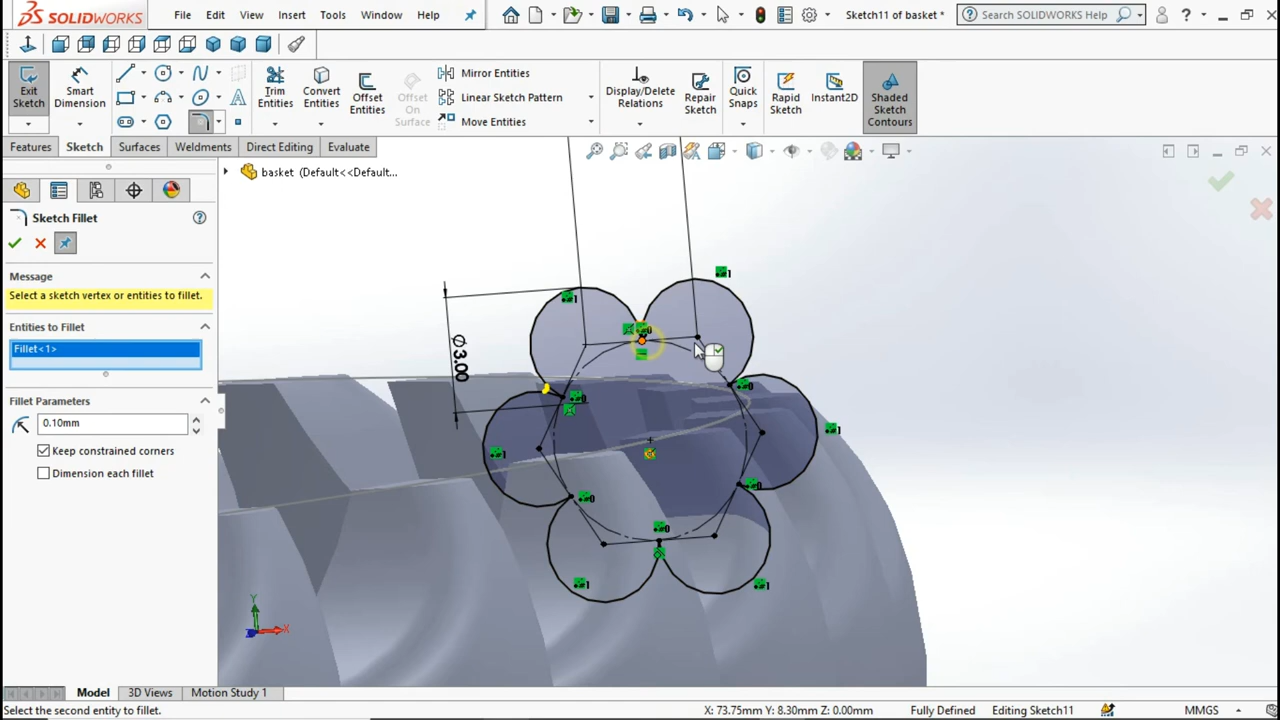 SOLIDWORKS
File Edit View Insert Tools Window Help
Sketch11 of basket *
Search SOLIDWORKS Help
Exit Sketch
Smart Dimension
Trim Entities
Convert Entities
Offset Entities
Offset On Surface
Mirror Entities
Linear Sketch Pattern
Move Entities
Display/Delete Relations
Repair Sketch
Quick Snaps
Rapid Sketch
Instant2D
Shaded Sketch Contours
Features Sketch Surfaces Weldments Direct Editing Evaluate
basket (Default<<Default...
Sketch Fillet
Message
Select a sketch vertex or entities to fillet.
Entities to Fillet
Fillet<1>
Fillet Parameters
0.10mm
Keep constrained corners
Dimension each fillet
Ø3.00
Y
X
Model 3D Views Motion Study 1
Select the second entity to fillet.
X: 73.75mm Y: 8.30mm Z: 0.00mm Fully Defined Editing Sketch11 MMGS